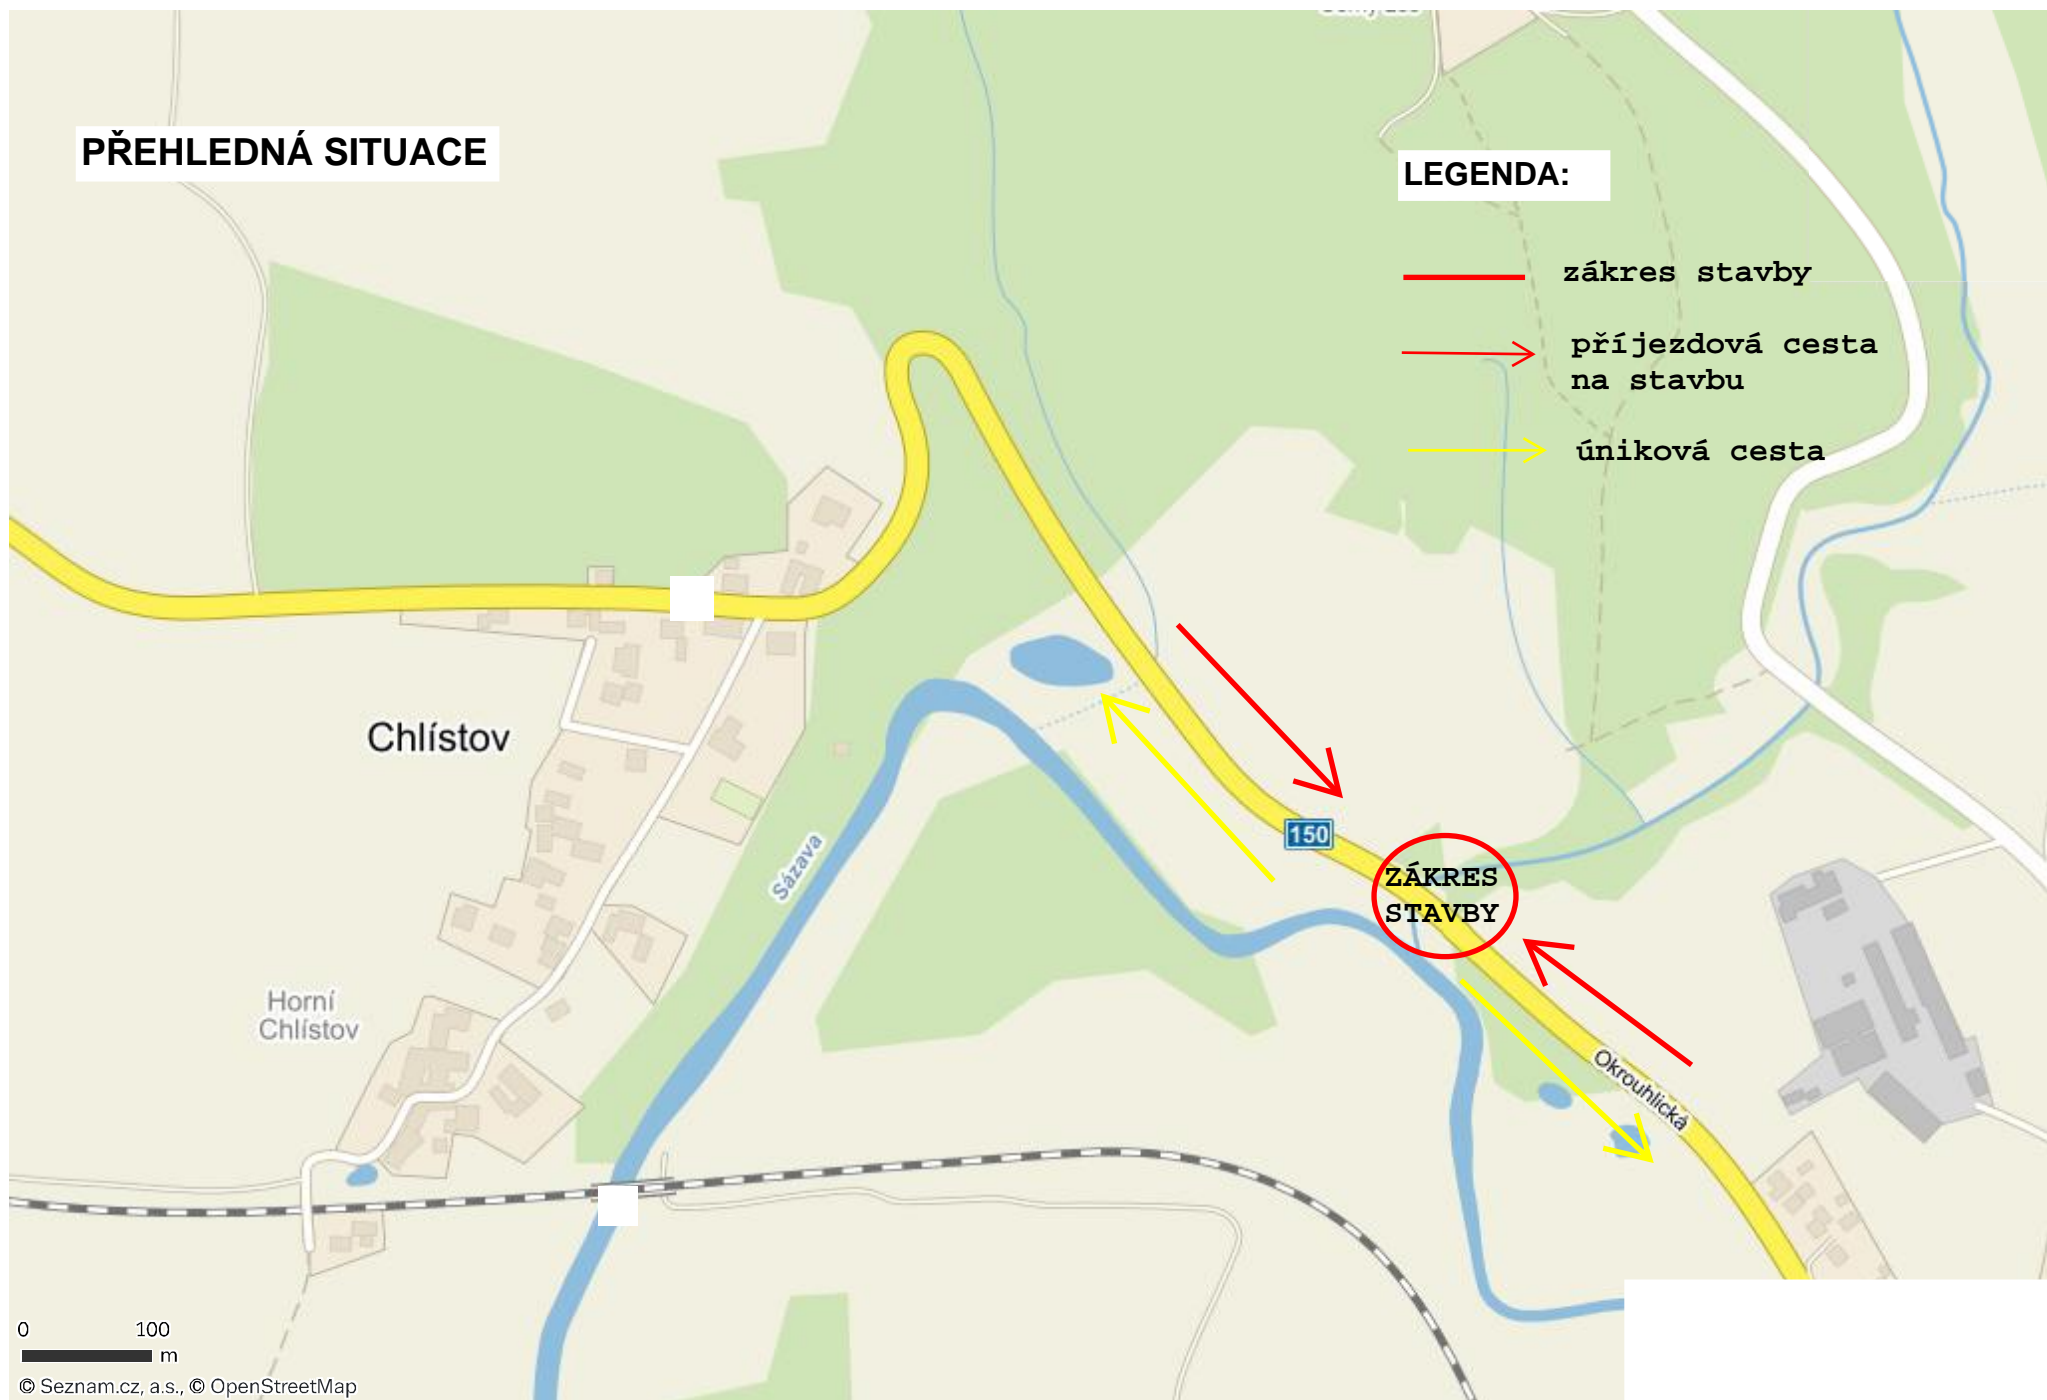 PŘEHLEDNÁ SITUACE
LEGENDA:
zákres stavby
příjezdová cesta
na stavbu
úniková cesta
Chlístov
Sázava
150
ZÁKRES
STAVBY
Horní
Chlístov
Okrouhlická
0 100
m
© Seznam.cz, a.s., © OpenStreetMap